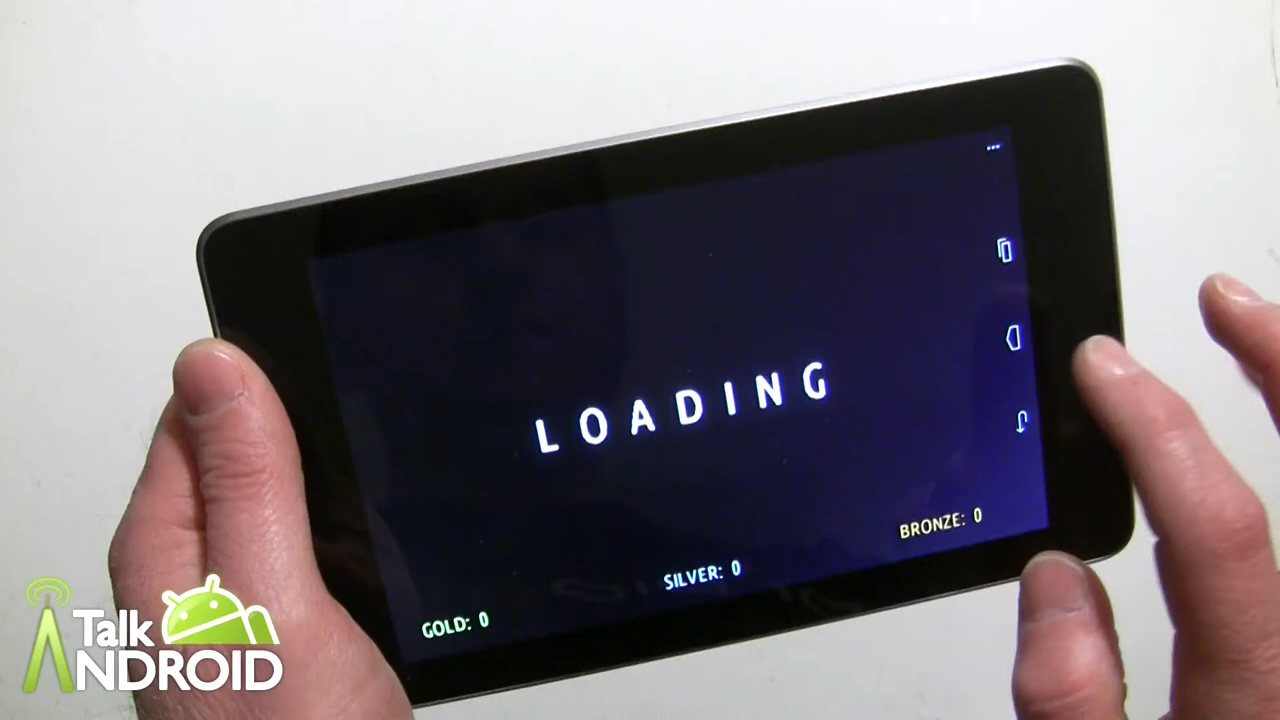 LOADING
BRONZE: 0
SILVER: 0
GOLD: 0
Talk
ANDROID